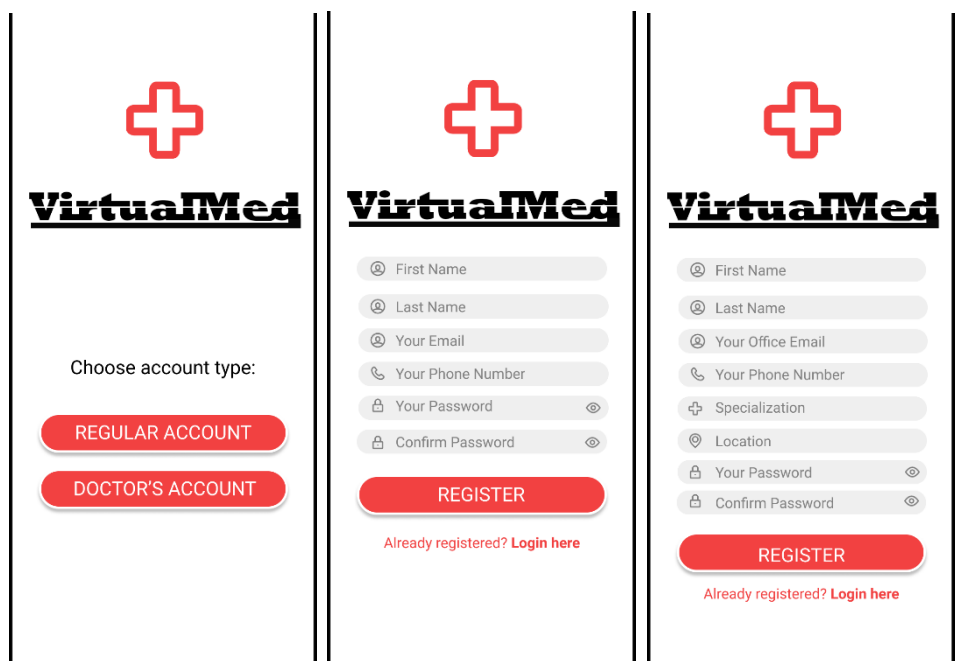 VirtualMed
Choose account type:
REGULAR ACCOUNT
DOCTOR'S ACCOUNT
VirtualMed
First Name
Last Name
Your Email
Your Phone Number
Your Password
Confirm Password
REGISTER
Already registered? Login here
VirtualMed
First Name
Last Name
Your Office Email
Your Phone Number
Specialization
Location
Your Password
Confirm Password
REGISTER
Already registered? Login here